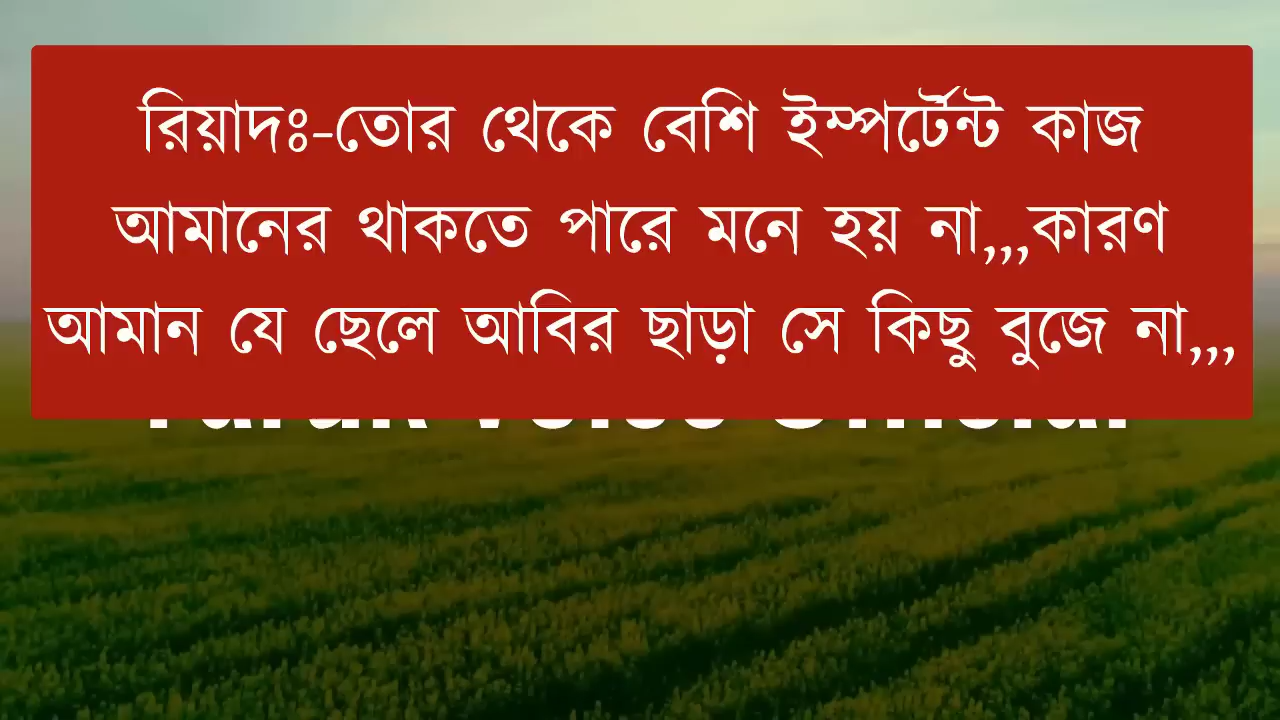 রিয়াদঃ-তোর থেকে বেশি ইম্পর্টেন্ট কাজ
আমানের থাকতে পারে মনে হয় না,,,কারণ
আমান যে ছেলে আবির ছাড়া সে কিছু বুজে না,,,